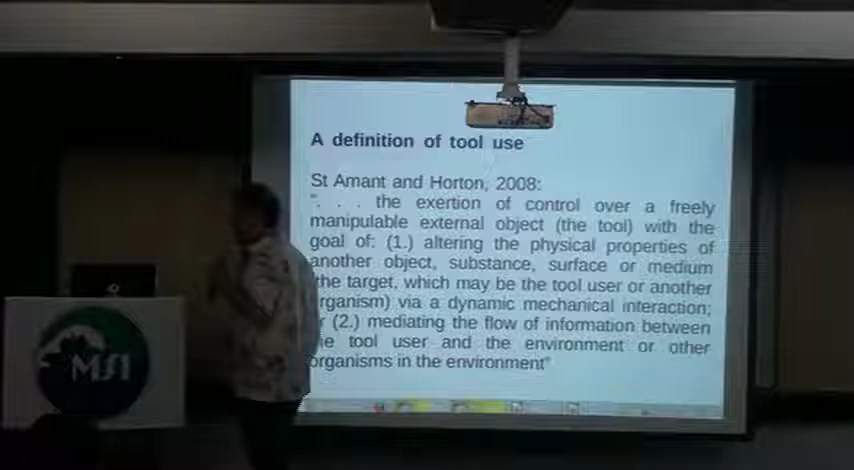 A definition of tool use
St Amant and Horton, 2008:
". . . the exertion of control over a freely
manipulable external object (the tool) with the
goal of: (1.) altering the physical properties of
another object, substance, surface or medium
the target, which may be the tool user or another
rganism) via a dynamic mechanical interaction;
r (2.) mediating the flow of information between
e tool user and the environment or other
organisms in the environment"
MSI